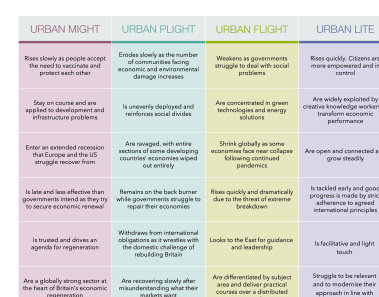 URBAN MIGHT URBAN PLIGHT URBAN FLIGHT URBAN LITE
Rises slowly as people accept
the need to vaccinate and
protect each other
Erodes slowly as the number
of communities facing
economic and environmental
damage increases
Weakens as governments
struggle to deal with social
problems
Rises quickly. Citizens are
more empowered and in
control
Stay on course and are
applied to development and
infrastructure problems
Is unevenly deployed and
reinforces social divides
Are concentrated in green
technologies and energy
solutions
Are widely exploited by
creative knowledge workers
transform economic
performance
Enter an extended recession
that Europe and the US
struggle recover from
Are ravaged, with entire
sections of some developing
countries' economies wiped
out entirely
Shrink globally as some
economies face near collapse
following continued
pandemics
Are open and connected a
grow steadily
Is late and less effective than
governments intend as they try
to secure economic renewal
Remains on the back burner
while governments struggle to
repair their economies
Rises quickly and dramatically
due to the threat of extreme
breakdown
Is tackled early and good
progress is made by stric
adherence to agreed
international principles
Is trusted and drives an
agenda for regeneration
Withdraws from international
obligations as it wrestles with
the domestic challenge of
rebuilding Britain
Looks to the East for guidance
and leadership
Is facilitative and light
touch
Are a globally strong sector at
the heart of Britain's economic
regeneration
Are recovering slowly after
misunderstanding what their
markets want
Are differentiated by subject
area and deliver practical
courses over a distributed
Struggle to be relevant
and to modernise their
approach in line with